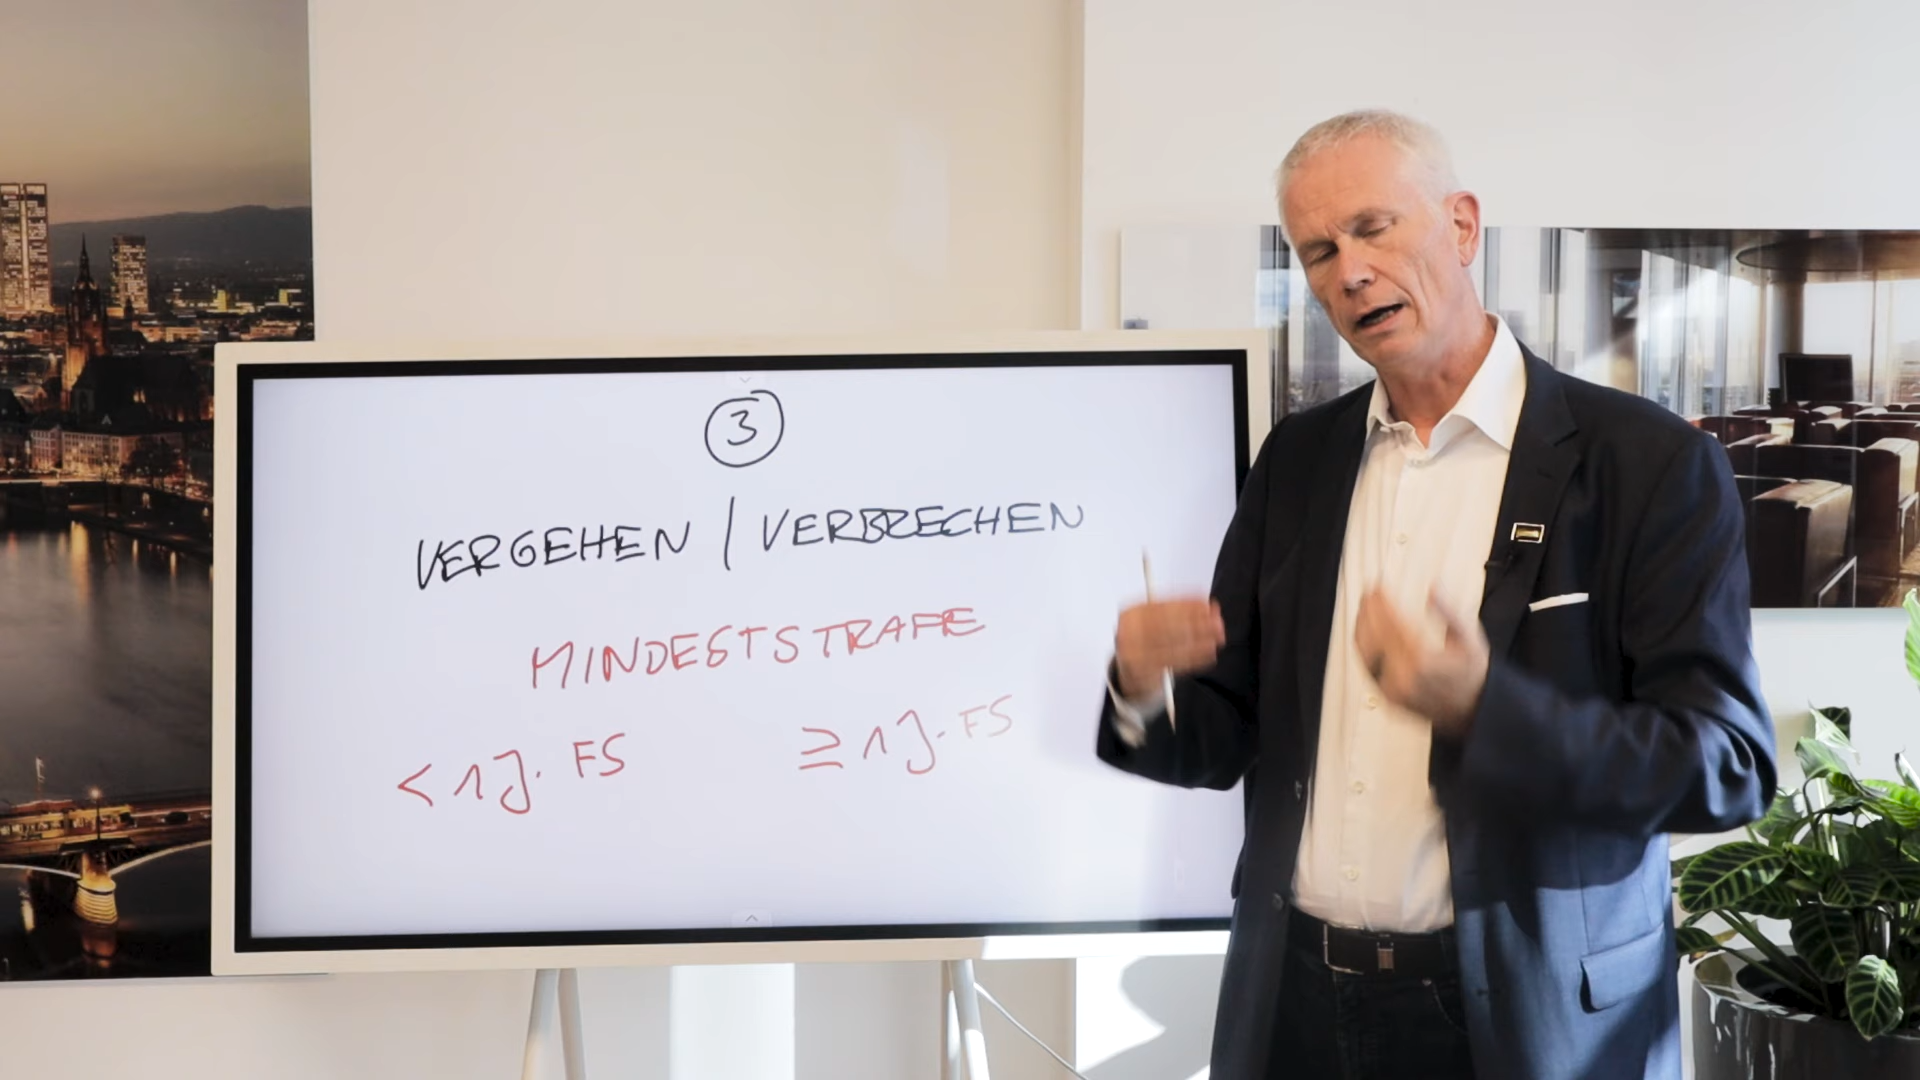 3
VERGEHEN / VERBRECHEN
MINDESTSTRAFE
< 1 J. FS
≥ 1 J. FS